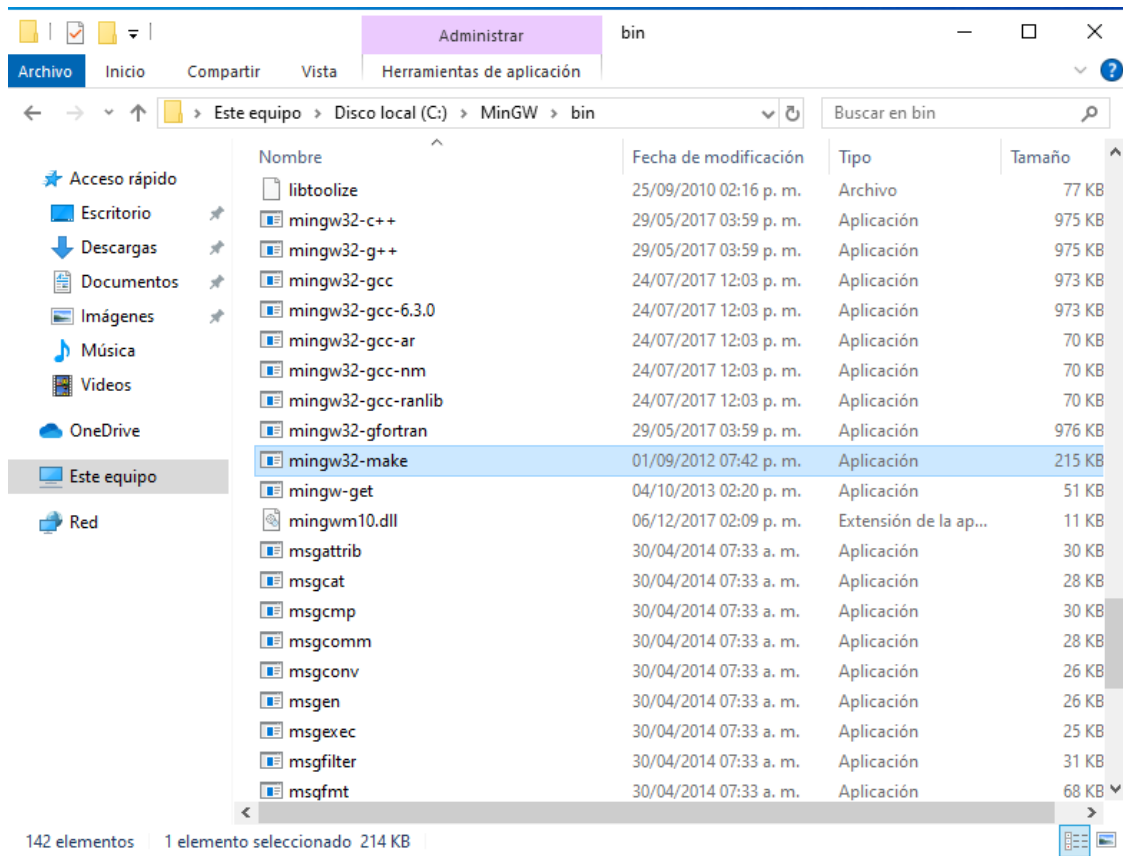 Administrar bin
Archivo Inicio Compartir Vista Herramientas de aplicación
Este equipo > Disco local (C:) > MinGW > bin Buscar en bin
Nombre Fecha de modificación Tipo Tamaño
Acceso rápido
Escritorio
Descargas
Documentos
Imágenes
Música
Videos
OneDrive
Este equipo
Red
libtoolize 25/09/2010 02:16 p. m. Archivo 77 KB
mingw32-c++ 29/05/2017 03:59 p. m. Aplicación 975 KB
mingw32-g++ 29/05/2017 03:59 p. m. Aplicación 975 KB
mingw32-gcc 24/07/2017 12:03 p. m. Aplicación 973 KB
mingw32-gcc-6.3.0 24/07/2017 12:03 p. m. Aplicación 973 KB
mingw32-gcc-ar 24/07/2017 12:03 p. m. Aplicación 70 KB
mingw32-gcc-nm 24/07/2017 12:03 p. m. Aplicación 70 KB
mingw32-gcc-ranlib 24/07/2017 12:03 p. m. Aplicación 70 KB
mingw32-gfortran 29/05/2017 03:59 p. m. Aplicación 976 KB
mingw32-make 01/09/2012 07:42 p. m. Aplicación 215 KB
mingw-get 04/10/2013 02:20 p. m. Aplicación 51 KB
mingwm10.dll 06/12/2017 02:09 p. m. Extensión de la ap... 11 KB
msgattrib 30/04/2014 07:33 a. m. Aplicación 30 KB
msgcat 30/04/2014 07:33 a. m. Aplicación 28 KB
msgcmp 30/04/2014 07:33 a. m. Aplicación 30 KB
msgcomm 30/04/2014 07:33 a. m. Aplicación 28 KB
msgconv 30/04/2014 07:33 a. m. Aplicación 26 KB
msgen 30/04/2014 07:33 a. m. Aplicación 26 KB
msgexec 30/04/2014 07:33 a. m. Aplicación 25 KB
msgfilter 30/04/2014 07:33 a. m. Aplicación 31 KB
msgfmt 30/04/2014 07:33 a. m. Aplicación 68 KB
142 elementos 1 elemento seleccionado 214 KB